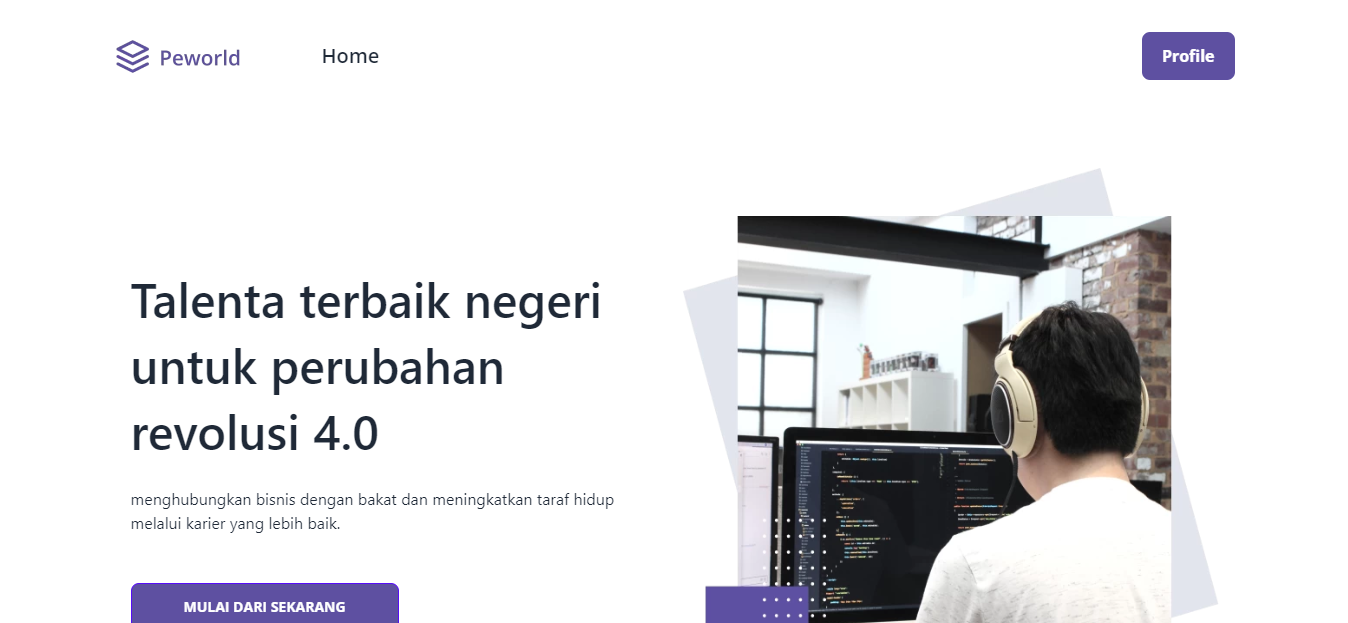 Peworld
Home
Profile
Talenta terbaik negeri
untuk perubahan
revolusi 4.0
menghubungkan bisnis dengan bakat dan meningkatkan taraf hidup
melalui karier yang lebih baik.
MULAI DARI SEKARANG